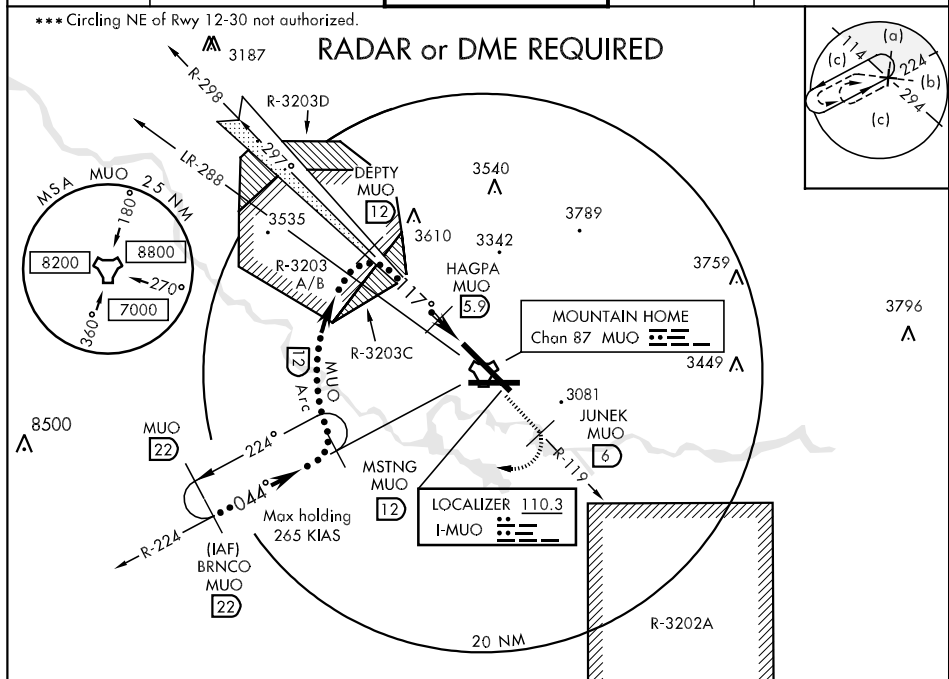 *** Circling NE of Rwy 12-30 not authorized.
RADAR or DME REQUIRED
3187
R-298
R-3203D
297°
LR-288
DEPTY
MUO
12
3540
MSA MUO 25 NM
180°
8200
8800
270°
7000
360°
3535
3610
3342
3789
R-3203
A/B
HAGPA
MUO
5.9
117°
3759
3796
MOUNTAIN HOME
Chan 87 MUO
R-3203C
3449
MUO
12
Arc
3081
JUNEK
MUO
6
8500
MUO
22
224°
044°
Max holding
265 KIAS
MSTNG
MUO
12
R-119
LOCALIZER 110.3
I-MUO
R-224
(IAF)
BRNCO
MUO
22
R-3202A
20 NM
(a)
114
(c)
224
(b)
294
(c)